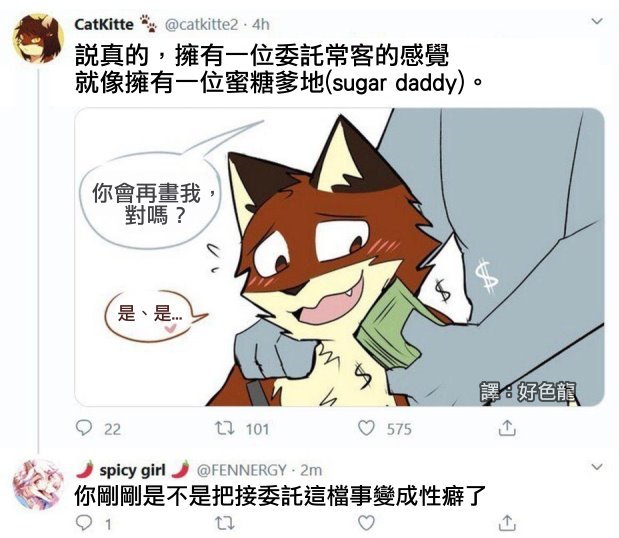 CatKitte 🐾 @catkitte2 · 4h
説真的，擁有一位委託常客的感覺
就像擁有一位蜜糖爹地(sugar daddy)。
你會再畫我，
對嗎？
是、是...
$
$
$
譯：好色龍
22 101 575
🌶️ spicy girl 🌶️ @FENNERGY · 2m
你剛剛是不是把接委託這檔事變成性癖了
1